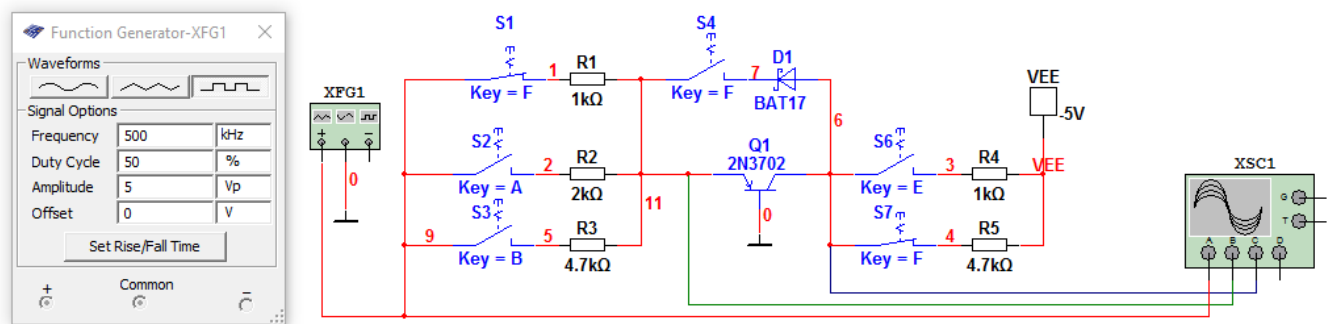 Function Generator-XFG1
Waveforms
Signal Options
Frequency 500 kHz
Duty Cycle 50 %
Amplitude 5 Vp
Offset 0 V
Set Rise/Fall Time
+ Common −
XFG1
+ −
0
S1
Key = F
1
R1
1kΩ
S2
Key = A
2
R2
2kΩ
9
S3
Key = B
5
R3
4.7kΩ
11
S4
Key = F
7
D1
BAT17
6
Q1
2N3702
0
S6
Key = E
3
R4
1kΩ
S7
Key = F
4
R5
4.7kΩ
VEE
-5V
VEE
XSC1
G
T
A B C D